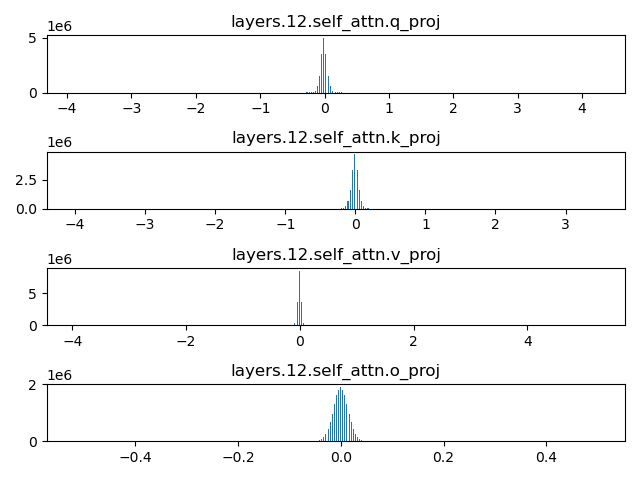 layers.12.self_attn.q_proj
1e6
5
0
−4 −3 −2 −1 0 1 2 3 4
layers.12.self_attn.k_proj
1e6
2.5
0.0
−4 −3 −2 −1 0 1 2 3
layers.12.self_attn.v_proj
1e6
5
0
−4 −2 0 2 4
layers.12.self_attn.o_proj
1e6
2
0
−0.4 −0.2 0.0 0.2 0.4